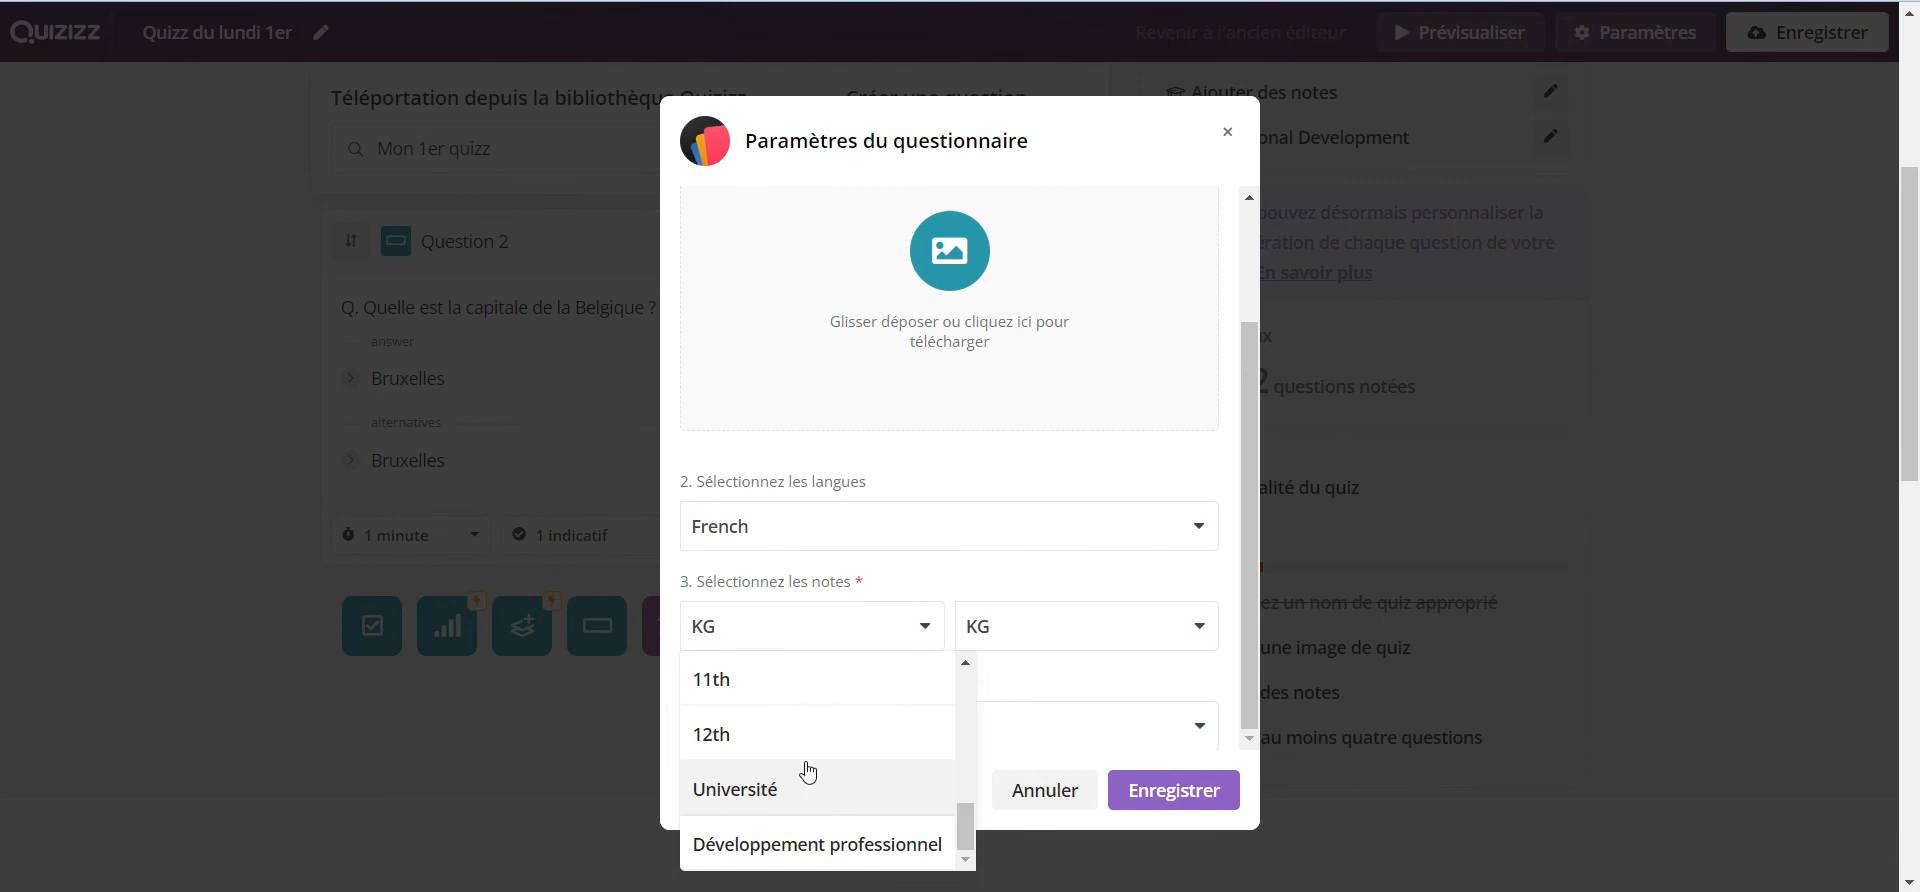 QUIZIZZ
Quizz du lundi 1er
Revenir à l'ancien éditeur
Prévisualiser
Paramètres
Enregistrer
Téléportation depuis la bibliothèque Quizizz
Créer une question
Mon 1er quizz
Question 2
Q. Quelle est la capitale de la Belgique ?
answer
Bruxelles
alternatives
Bruxelles
1 minute
1 indicatif
Paramètres du questionnaire
×
Glisser déposer ou cliquez ici pour
télécharger
2. Sélectionnez les langues
French
3. Sélectionnez les notes *
KG
KG
11th
12th
Université
Développement professionnel
Annuler
Enregistrer
Ajouter des notes
onal Development
pouvez désormais personnaliser la
ération de chaque question de votre
En savoir plus
x
2 questions notées
alité du quiz
ez un nom de quiz approprié
une image de quiz
des notes
au moins quatre questions